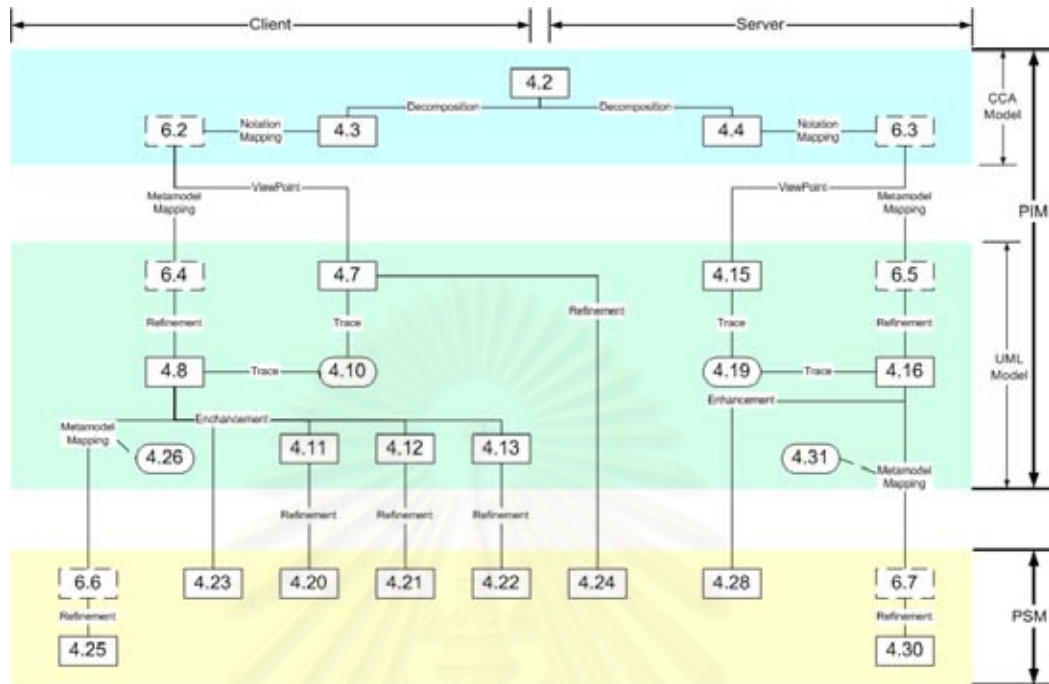 Client
Server
4.2
Decomposition
Decomposition
CCA
Model
6.2
Notation
Mapping
4.3
4.4
Notation
Mapping
6.3
Metamodel
Mapping
ViewPoint
ViewPoint
Metamodel
Mapping
PIM
6.4
4.7
4.15
6.5
Refinement
Trace
Refinement
Trace
Refinement
4.8
Trace
4.10
4.19
Trace
4.16
UML
Model
Enchancement
Enhancement
Metamodel
Mapping
4.26
4.11
4.12
4.13
4.31
Metamodel
Mapping
Refinement
Refinement
Refinement
6.6
4.23
4.20
4.21
4.22
4.24
4.28
6.7
Refinement
Refinement
PSM
4.25
4.30